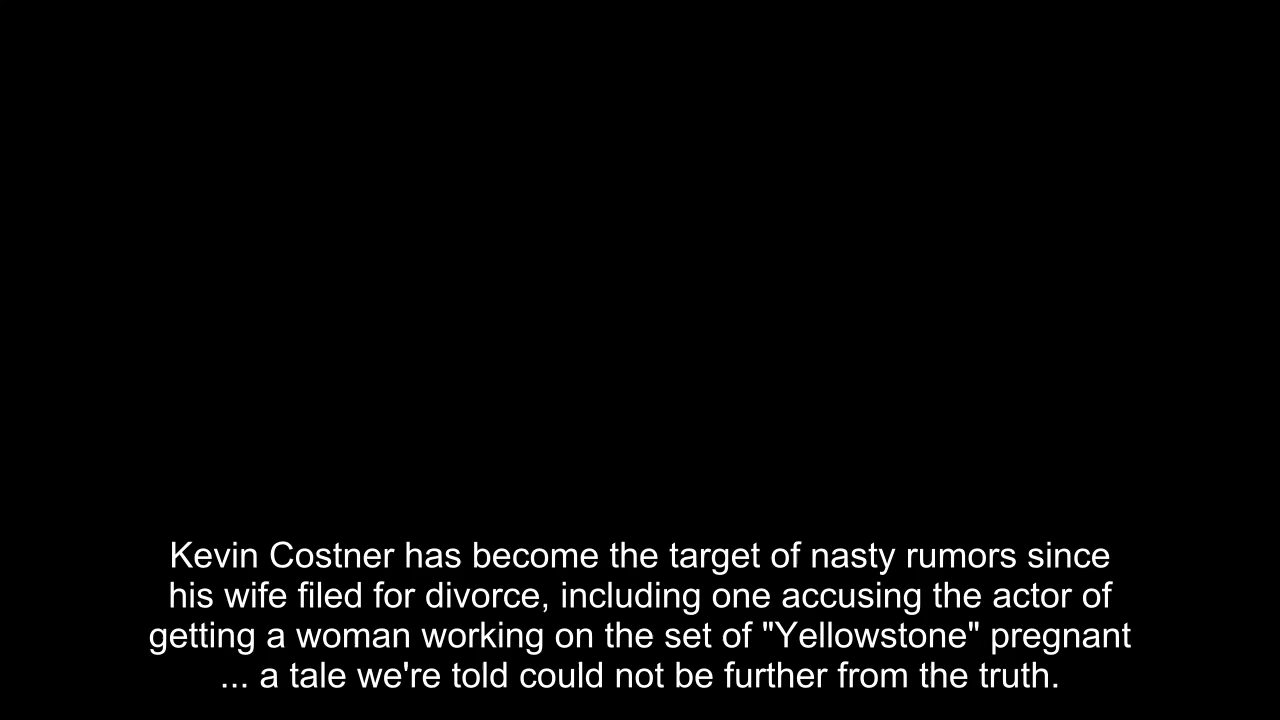 Kevin Costner has become the target of nasty rumors since
his wife filed for divorce, including one accusing the actor of
getting a woman working on the set of "Yellowstone" pregnant
... a tale we're told could not be further from the truth.